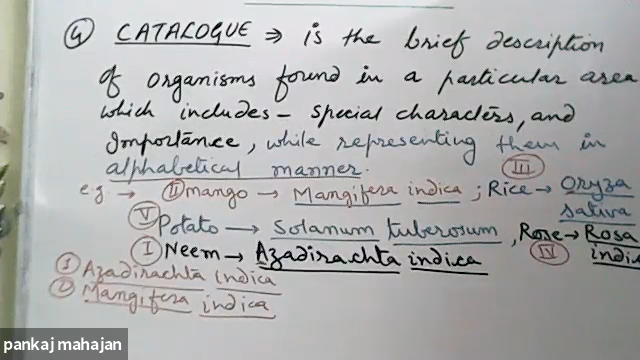 ④ CATALOGUE ⇒ is the brief description
of organisms found in a particular area
which includes - special characters, and
Importance, while representing them in
alphabetical manner.
e.g. → II mango → Mangifera indica ; III Rice → Oryza
sativa
V Potato → Solanum tuberosum , IV Rose → Rosa
I Neem → Azadirachta indica indi
① Azadirachta indica
② Mangifera indica
pankaj mahajan